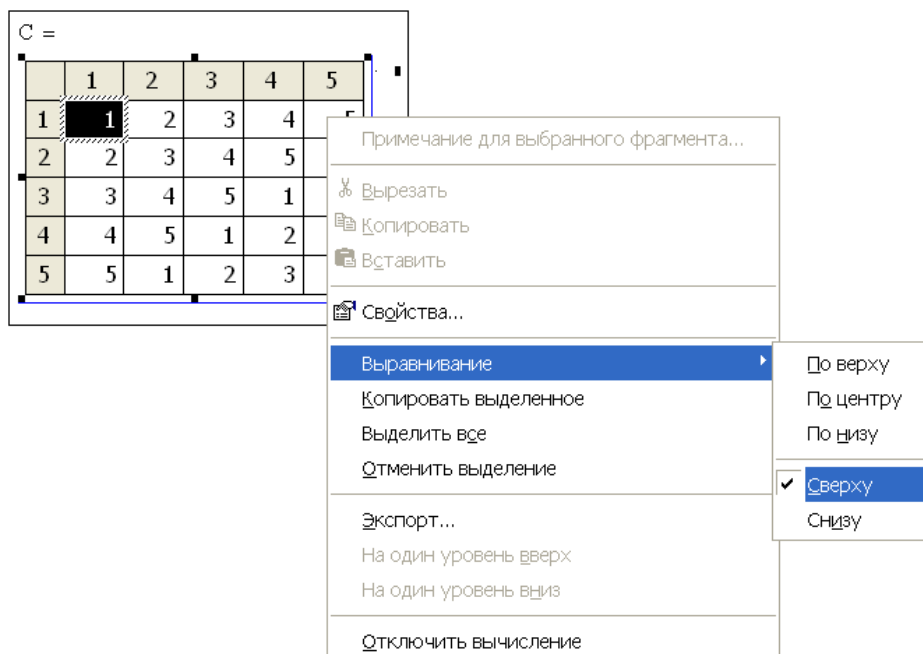 C =
1 2 3 4 5
1 1 2 3 4 5
2 2 3 4 5
3 3 4 5 1
4 4 5 1 2
5 5 1 2 3
Примечание для выбранного фрагмента...
Вырезать
Копировать
Вставить
Свойства...
Выравнивание
Копировать выделенное
Выделить все
Отменить выделение
Экспорт...
На один уровень вверх
На один уровень вниз
Отключить вычисление
По верху
По центру
По низу
Сверху
Снизу